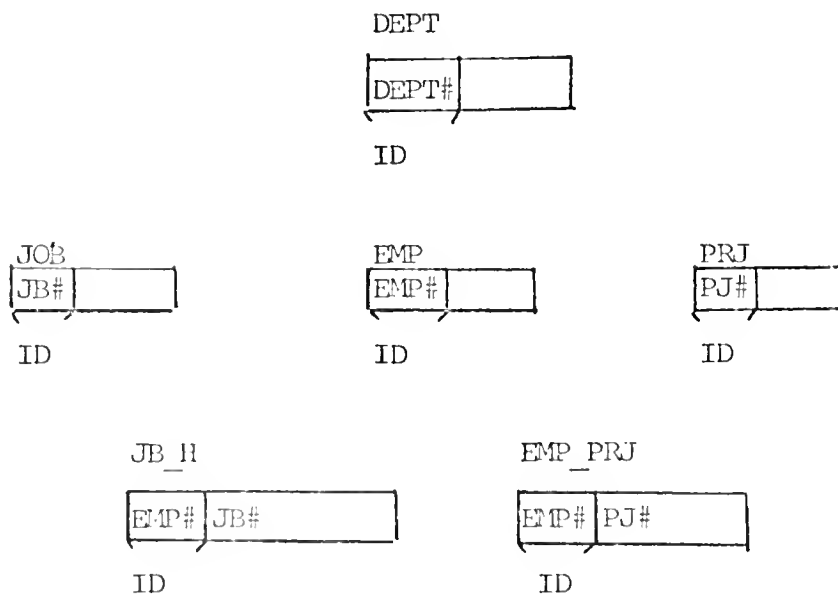 DEPT
DEPT#
ID
JOB EMP PRJ
JB# EMP# PJ#
ID ID ID
JB_H EMP_PRJ
EMP# JB# EMP# PJ#
ID ID